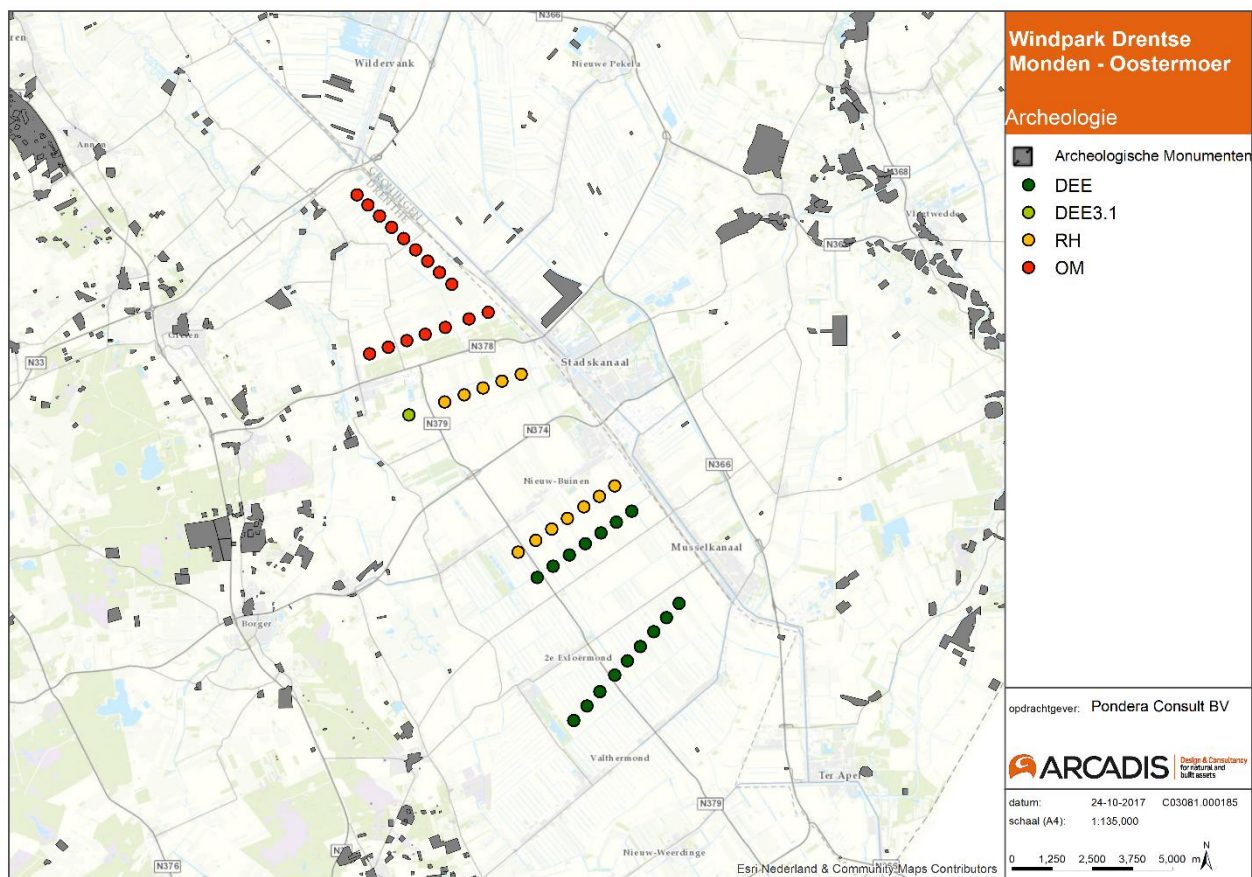 Windpark Drentse
Monden - Oostermoer
Archeologie
Archeologische Monumenten
DEE
DEE3.1
RH
OM
opdrachtgever: Pondera Consult BV
ARCADIS
Design & Consultancy
for natural and
built assets
datum: 24-10-2017 C03081.000185
schaal (A4): 1:135,000
N
0 1,250 2,500 3,750 5,000 m
N366
Wildervank
Nieuwe Pekela
Annen
GRONINGEN
N368
Vlagtwedde
N365
Gieten
N33
N378
Stadskanaal
N379
N374
N366
Nieuw-Buinen
Musselkanaal
Borger
2e Exloërmond
Valthermond
Ter Apel
N379
Nieuw-Weerdinge
N376
Esri Nederland & Community Maps Contributors